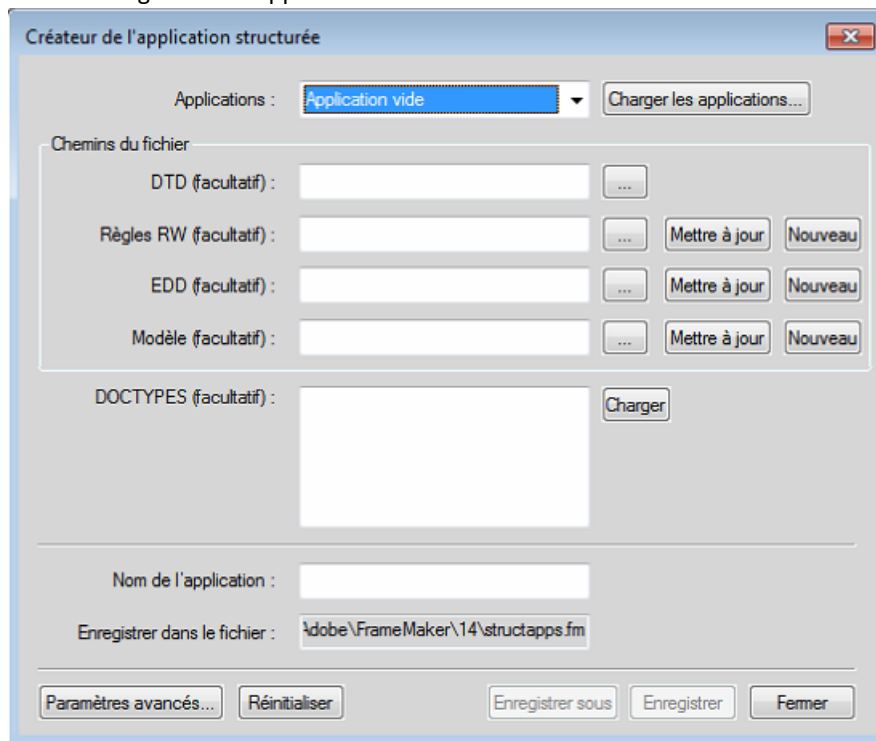 Créateur de l'application structurée
Applications : Application vide Charger les applications...
Chemins du fichier
DTD (facultatif) : ...
Règles RW (facultatif) : ... Mettre à jour Nouveau
EDD (facultatif) : ... Mettre à jour Nouveau
Modèle (facultatif) : ... Mettre à jour Nouveau
DOCTYPES (facultatif) : Charger
Nom de l'application :
Enregistrer dans le fichier : \Adobe\FrameMaker\14\structapps.fm
Paramètres avancés... Réinitialiser Enregistrer sous Enregistrer Fermer